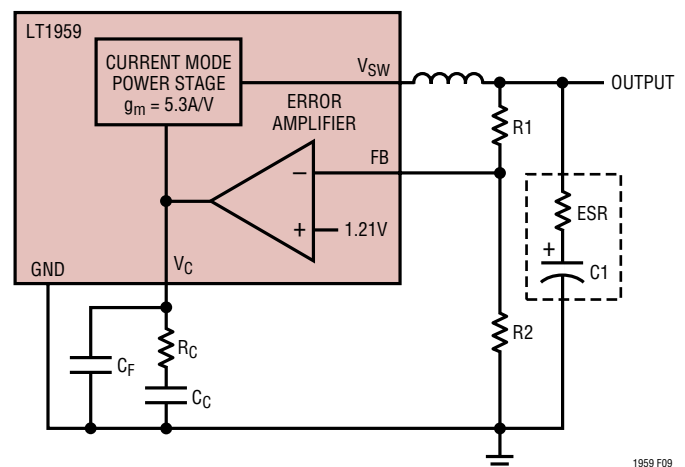 LT1959
CURRENT MODE
POWER STAGE
gm = 5.3A/V
VSW
OUTPUT
ERROR
AMPLIFIER
R1
FB
–
+
1.21V
ESR
+
C1
GND
VC
R2
RC
CF
CC
1959 F09